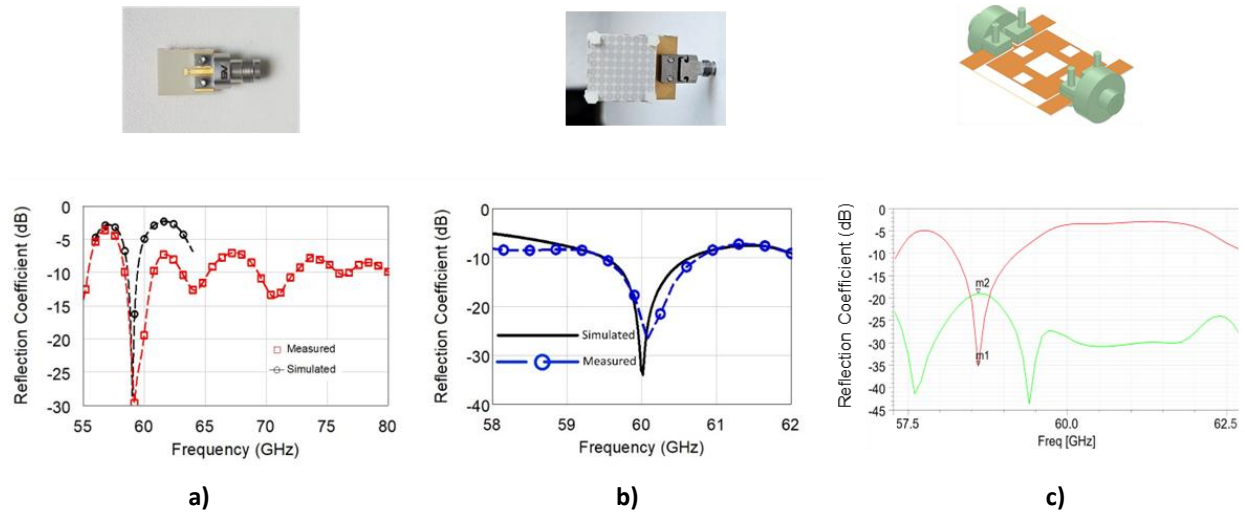 SV
0
-5
-10
-15
-20
-25
-30
55 60 65 70 75 80
Reflection Coefficient (dB)
Frequency (GHz)
Measured
Simulated
a)
0
-10
-20
-30
-40
58 59 60 61 62
Reflection Coefficient (dB)
Frequency (GHz)
Simulated
Measured
b)
0
-5
-10
-15
-20
-25
-30
-35
-40
-45
57.5 60.0 62.5
Reflection Coefficient (dB)
Freq [GHz]
m2
m1
c)